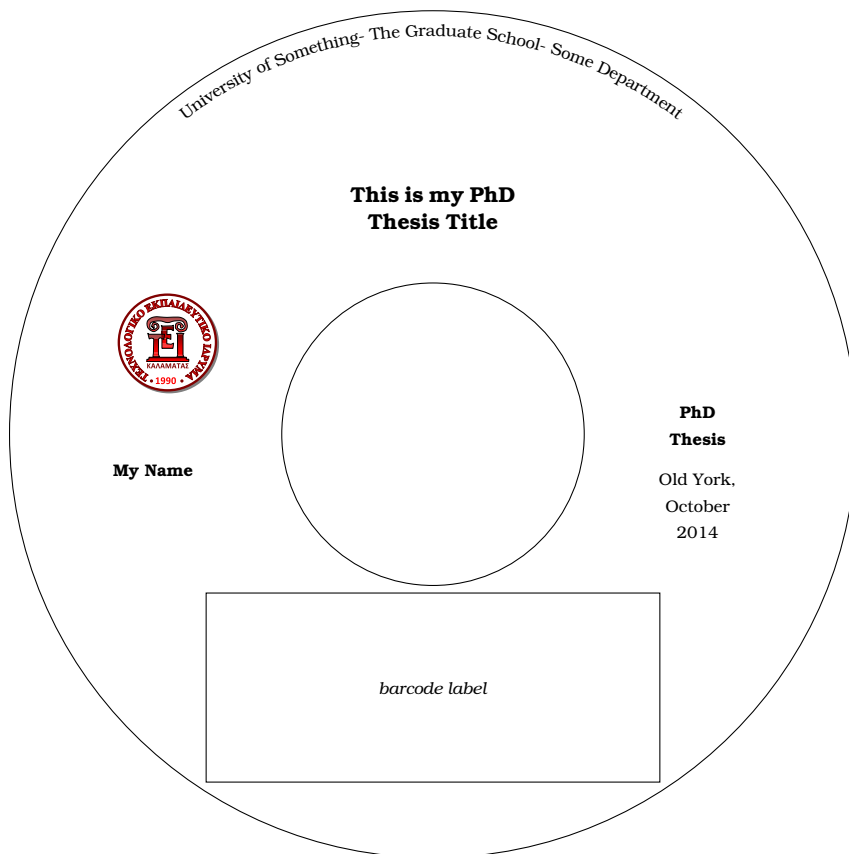 University of Something- The Graduate School- Some Department
This is my PhD
Thesis Title
ΤΕΧΝΟΛΟΓΙΚΟ ΕΚΠΑΙΔΕΥΤΙΚΟ ΙΔΡΥΜΑ
ΚΑΛΑΜΑΤΑΣ
• 1990 •
My Name
PhD
Thesis
Old York,
October
2014
barcode label